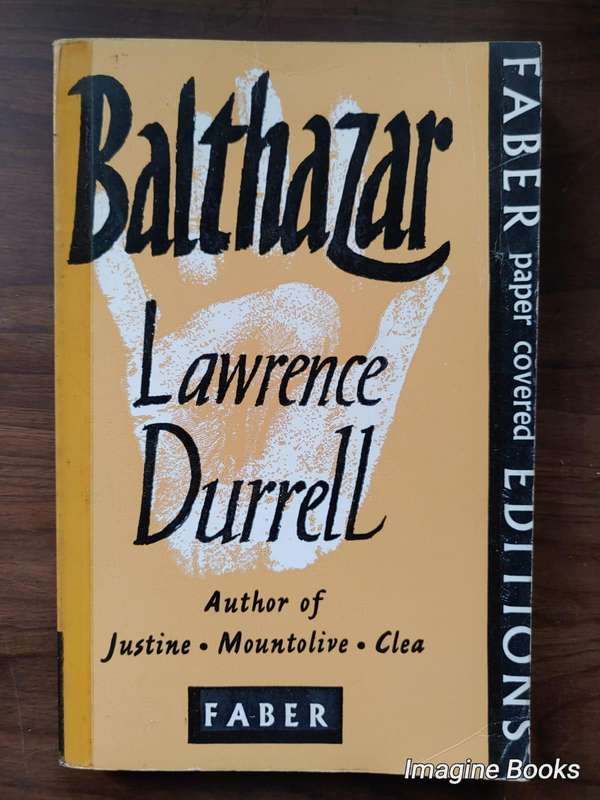 Balthazar
Lawrence
Durrell
Author of
Justine • Mountolive • Clea
FABER
FABER paper covered EDITIONS
Imagine Books